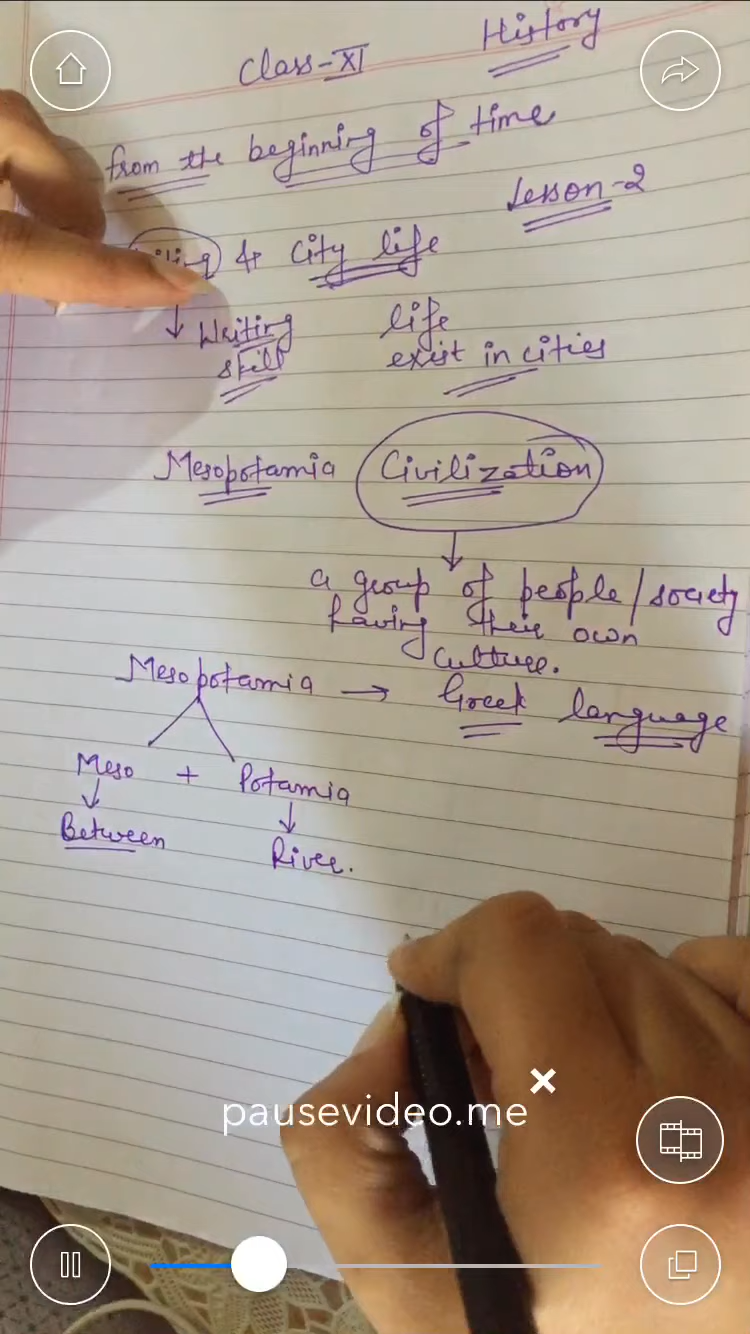 History
Class-XI
from the beginning of time
Lesson-2
& City life
↓ Writing skill
life exist in cities
Mesopotamia Civilization
↓
a group of people/society
having their own
culture.
Mesopotamia → Greek language
Meso + Potamia
↓ ↓
Between River.
pausevideo.me